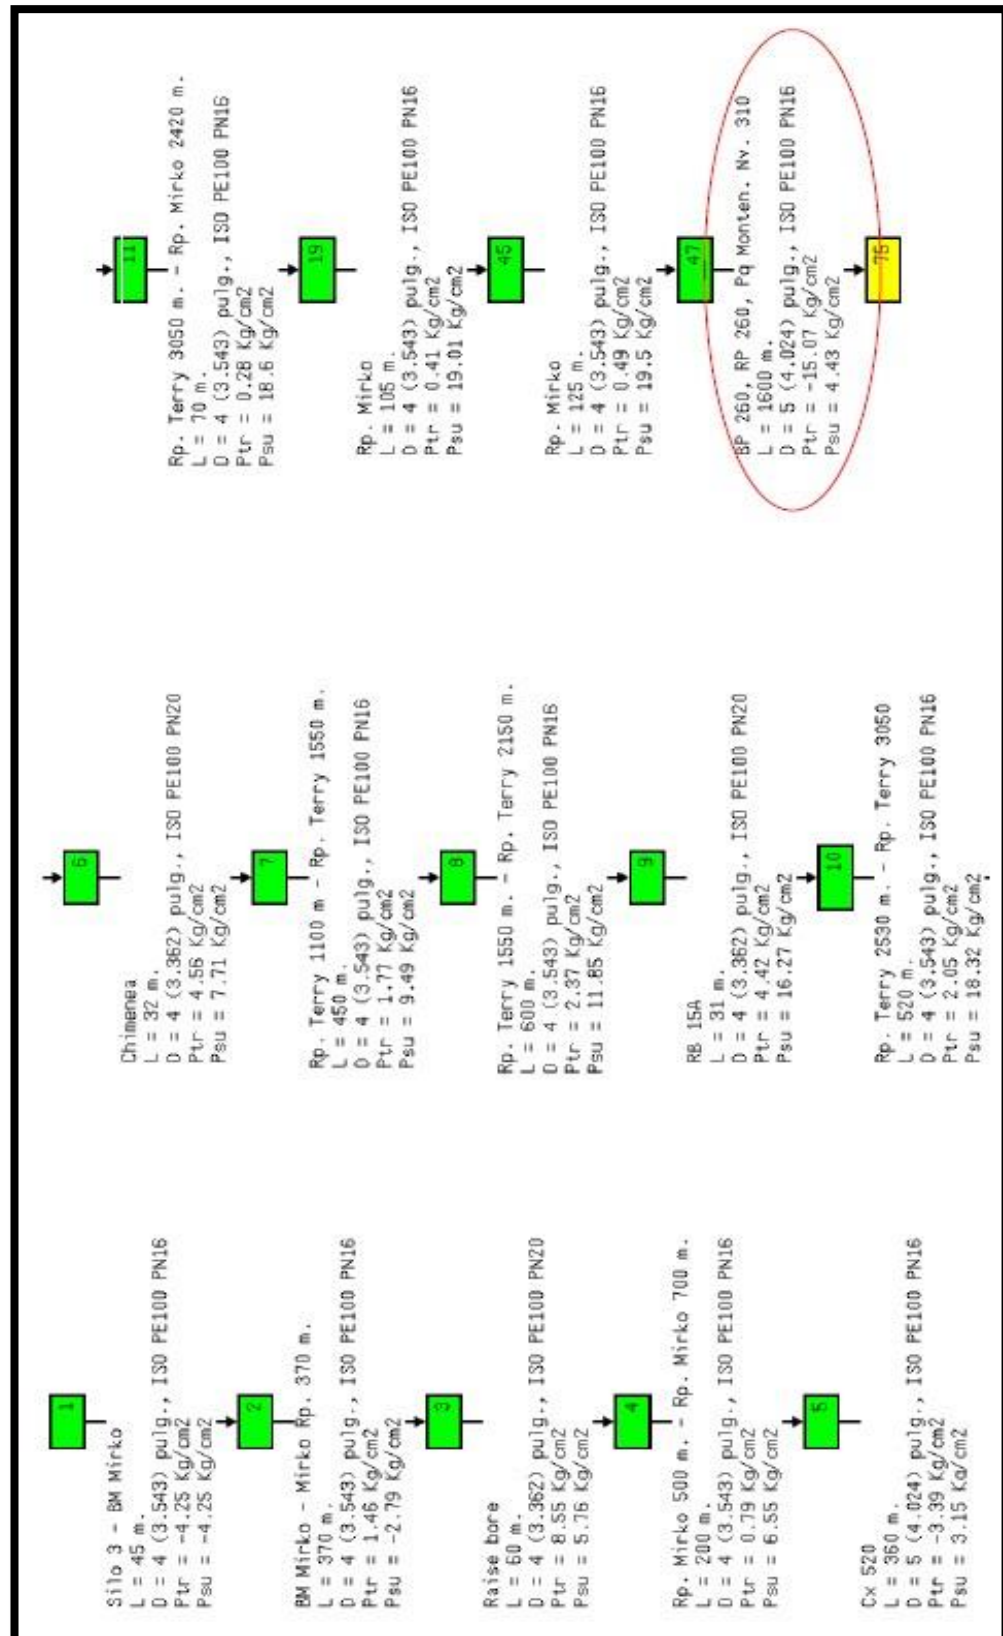 1
Silo 3 - BM Mirko
L = 45 m.
D = 4 (3.543) pulg., ISO PE100 PN16
Ptr = -4.25 Kg/cm2
Psu = -4.25 Kg/cm2
2
BM Mirko - Mirko Rp. 370 m.
L = 370 m.
D = 4 (3.543) pulg., ISO PE100 PN16
Ptr = 1.46 Kg/cm2
Psu = -2.79 Kg/cm2
3
Raise bore
L = 60 m.
D = 4 (3.362) pulg., ISO PE100 PN20
Ptr = 8.55 Kg/cm2
Psu = 5.76 Kg/cm2
4
Rp. Mirko 500 m. - Rp. Mirko 700 m.
L = 200 m.
D = 4 (3.543) pulg., ISO PE100 PN16
Ptr = 0.79 Kg/cm2
Psu = 6.55 Kg/cm2
5
Cx 520
L = 360 m.
D = 5 (4.024) pulg., ISO PE100 PN16
Ptr = -3.39 Kg/cm2
Psu = 3.15 Kg/cm2
6
Chimenea
L = 32 m.
D = 4 (3.362) pulg., ISO PE100 PN20
Ptr = 4.56 Kg/cm2
Psu = 7.71 Kg/cm2
7
Rp. Terry 1100 m - Rp. Terry 1550 m.
L = 450 m.
D = 4 (3.543) pulg., ISO PE100 PN16
Ptr = 1.77 Kg/cm2
Psu = 9.49 Kg/cm2
8
Rp. Terry 1550 m. - Rp. Terry 2150 m.
L = 600 m.
D = 4 (3.543) pulg., ISO PE100 PN16
Ptr = 2.37 Kg/cm2
Psu = 11.85 Kg/cm2
9
RB 15A
L = 31 m.
D = 4 (3.362) pulg., ISO PE100 PN20
Ptr = 4.42 Kg/cm2
Psu = 16.27 Kg/cm2
10
Rp. Terry 2530 m. - Rp. Terry 3050
L = 520 m.
D = 4 (3.543) pulg., ISO PE100 PN16
Ptr = 2.05 Kg/cm2
Psu = 18.32 Kg/cm2
11
Rp. Terry 3050 m. - Rp. Mirko 2420 m.
L = 70 m.
D = 4 (3.543) pulg., ISO PE100 PN16
Ptr = 0.28 Kg/cm2
Psu = 18.6 Kg/cm2
19
Rp. Mirko
L = 105 m.
D = 4 (3.543) pulg., ISO PE100 PN16
Ptr = 0.41 Kg/cm2
Psu = 19.01 Kg/cm2
45
Rp. Mirko
L = 125 m.
D = 4 (3.543) pulg., ISO PE100 PN16
Ptr = 0.49 Kg/cm2
Psu = 19.5 Kg/cm2
47
BP 260, RP 260, Pq Monten. Nv. 310
L = 1600 m.
D = 5 (4.024) pulg., ISO PE100 PN16
Ptr = -15.07 Kg/cm2
Psu = 4.43 Kg/cm2
75